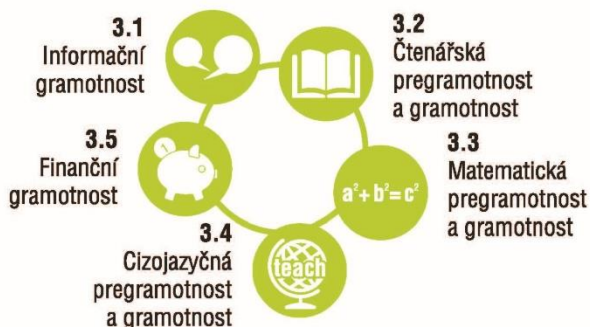 3.1
Informační
gramotnost
3.2
Čtenářská
pregramotnost
a gramotnost
3.3
Matematická
pregramotnost
a gramotnost
a²+b²=c²
3.4
Cizojazyčná
pregramotnost
a gramotnost
teach
3.5
Finanční
gramotnost
1